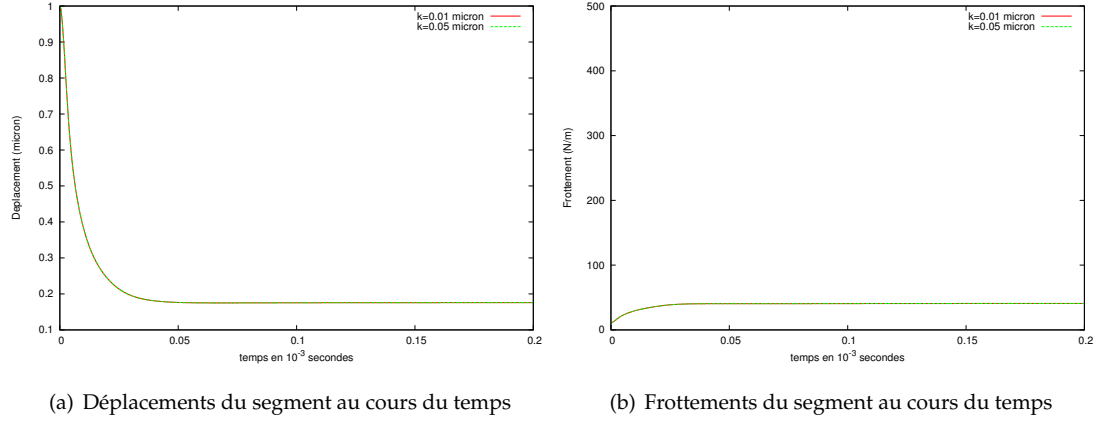 1
0.9
0.8
0.7
0.6
0.5
0.4
0.3
0.2
0.1
0
0.05
0.1
0.15
0.2
Deplacement (micron)
temps en 10-3 secondes
k=0.01 micron
k=0.05 micron
500
400
300
200
100
0
0
0.05
0.1
0.15
0.2
Frottement (N/m)
temps en 10-3 secondes
k=0.01 micron
k=0.05 micron
(a) Déplacements du segment au cours du temps
(b) Frottements du segment au cours du temps